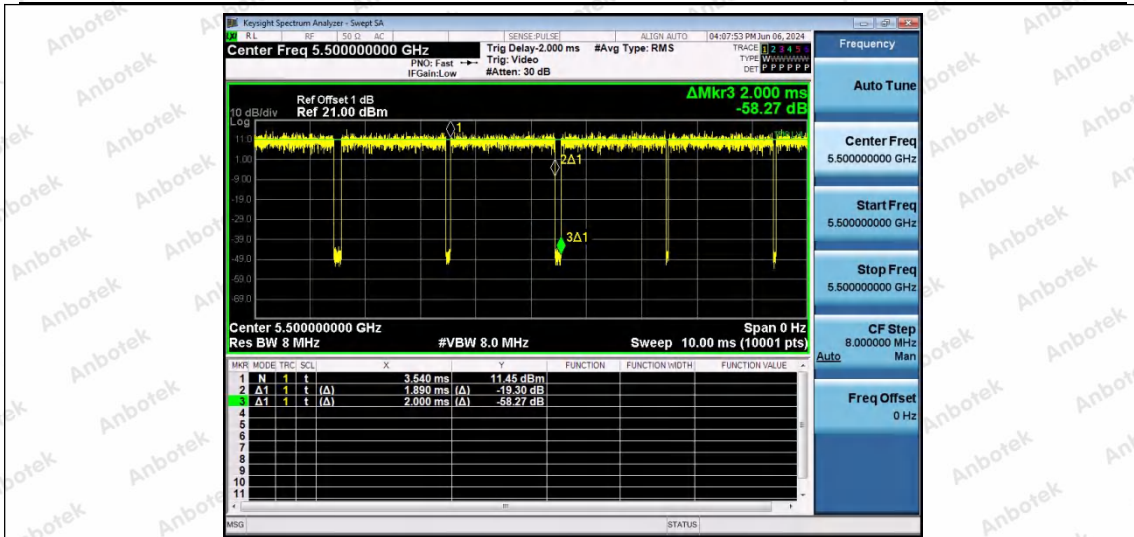 Keysight Spectrum Analyzer - Swept SA
RL RF 50 Ω AC SENSE:PULSE ALIGN AUTO 04:07:53 PM Jun 06, 2024
Center Freq 5.500000000 GHz
PNO: Fast
IFGain:Low
Trig Delay-2.000 ms
Trig: Video
#Atten: 30 dB
#Avg Type: RMS
TRACE 1 2 3 4 5 6
TYPE WWWWWW
DET P P P P P P
Frequency
Auto Tune
Center Freq
5.500000000 GHz
Start Freq
5.500000000 GHz
Stop Freq
5.500000000 GHz
CF Step
8.000000 MHz
Auto Man
Freq Offset
0 Hz
ΔMkr3 2.000 ms
-58.27 dB
Ref Offset 1 dB
10 dB/div Ref 21.00 dBm
Log
11.0
1.00
-9.00
-19.0
-29.0
-39.0
-49.0
-59.0
-69.0
1
2Δ1
3Δ1
Center 5.500000000 GHz Span 0 Hz
Res BW 8 MHz #VBW 8.0 MHz Sweep 10.00 ms (10001 pts)
MKR MODE TRC SCL X Y FUNCTION FUNCTION WIDTH FUNCTION VALUE
1 N 1 t 3.540 ms 11.45 dBm
2 Δ1 1 t (Δ) 1.890 ms (Δ) -19.30 dB
3 Δ1 1 t (Δ) 2.000 ms (Δ) -58.27 dB
4
5
6
7
8
9
10
11
MSG STATUS
Anbotek